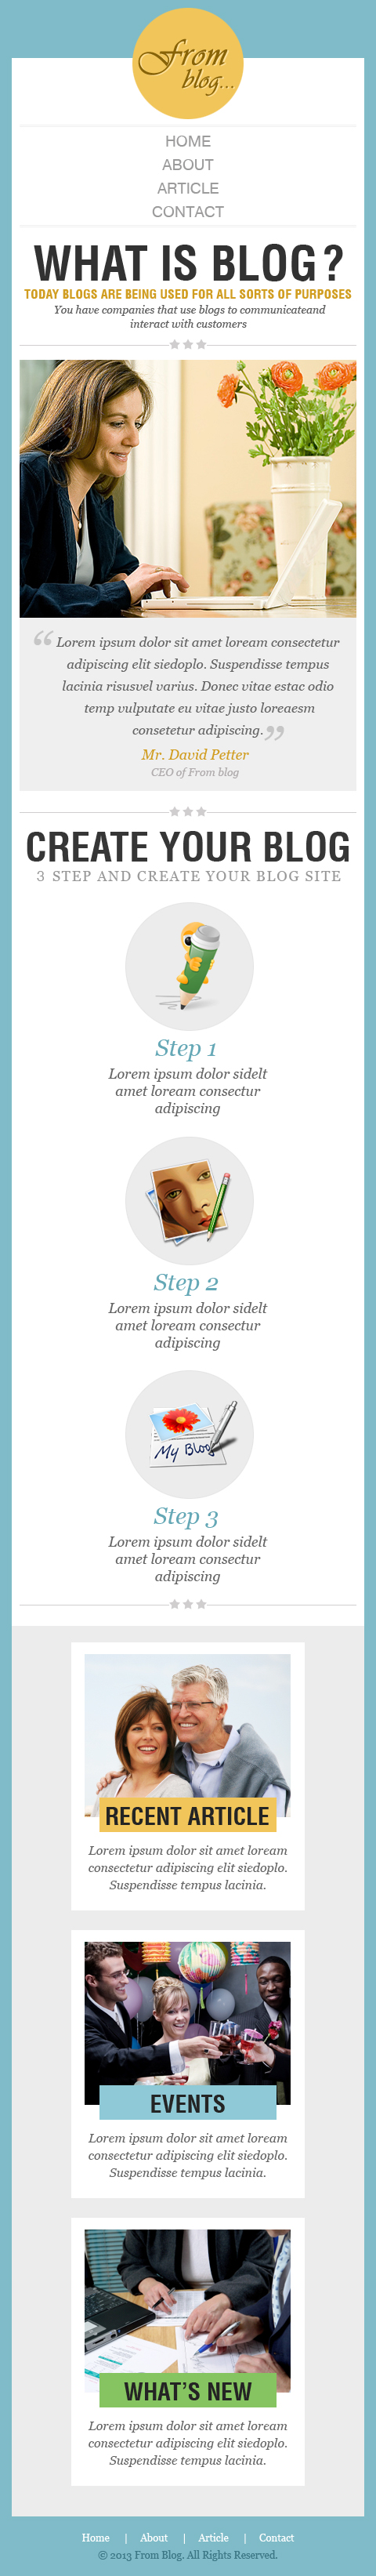 From
blog...
HOME
ABOUT
ARTICLE
CONTACT
WHAT IS BLOG?
TODAY BLOGS ARE BEING USED FOR ALL SORTS OF PURPOSES
You have companies that use blogs to communicateand
interact with customers
“ Lorem ipsum dolor sit amet loream consectetur
adipiscing elit siedoplo. Suspendisse tempus
lacinia risusvel varius. Donec vitae estac odio
temp vulputate eu vitae justo loreaesm
consetetur adipiscing. ”
Mr. David Petter
CEO of From blog
CREATE YOUR BLOG
3 STEP AND CREATE YOUR BLOG SITE
Step 1
Lorem ipsum dolor sidelt
amet loream consectur
adipiscing
Step 2
Lorem ipsum dolor sidelt
amet loream consectur
adipiscing
My Blog
Step 3
Lorem ipsum dolor sidelt
amet loream consectur
adipiscing
RECENT ARTICLE
Lorem ipsum dolor sit amet loream
consectetur adipiscing elit siedoplo.
Suspendisse tempus lacinia.
EVENTS
Lorem ipsum dolor sit amet loream
consectetur adipiscing elit siedoplo.
Suspendisse tempus lacinia.
WHAT'S NEW
Lorem ipsum dolor sit amet loream
consectetur adipiscing elit siedoplo.
Suspendisse tempus lacinia.
Home | About | Article | Contact
© 2013 From Blog. All Rights Reserved.